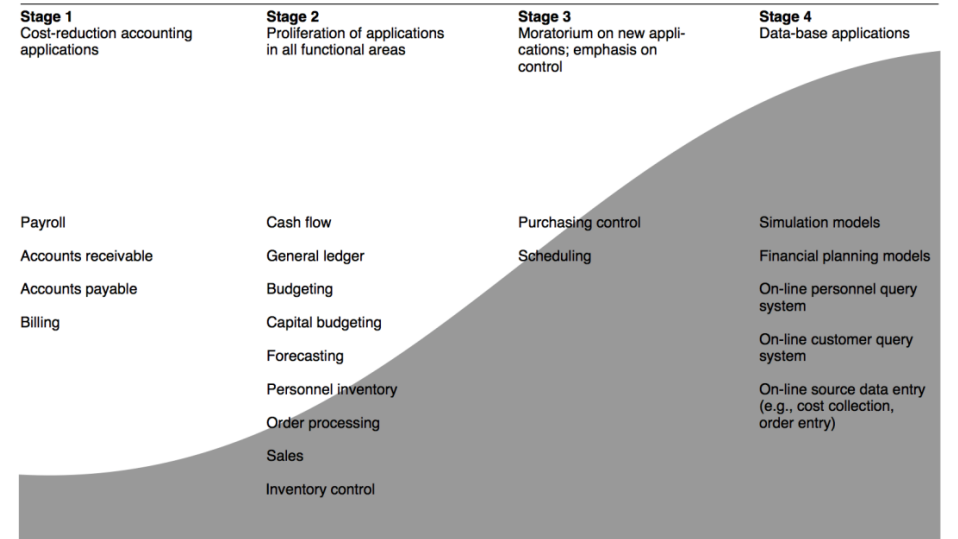 Stage 1
Cost-reduction accounting
applications
Stage 2
Proliferation of applications
in all functional areas
Stage 3
Moratorium on new appli-
cations; emphasis on
control
Stage 4
Data-base applications
Payroll
Accounts receivable
Accounts payable
Billing
Cash flow
General ledger
Budgeting
Capital budgeting
Forecasting
Personnel inventory
Order processing
Sales
Inventory control
Purchasing control
Scheduling
Simulation models
Financial planning models
On-line personnel query
system
On-line customer query
system
On-line source data entry
(e.g., cost collection,
order entry)